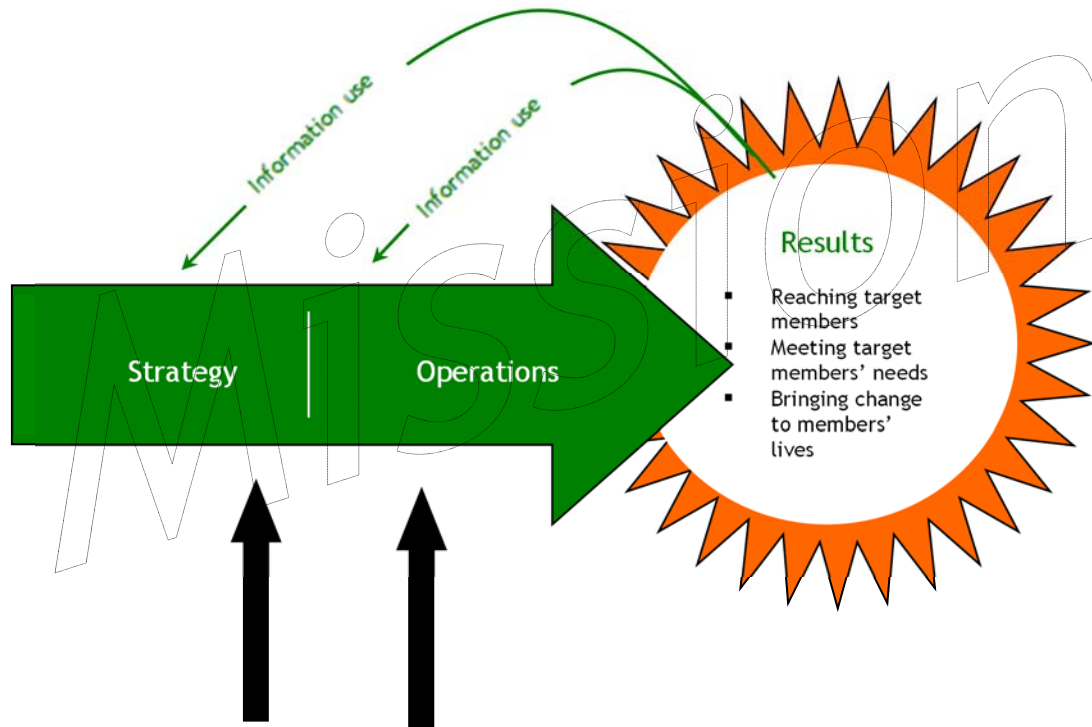 Information use
Information use
Mission
Results
▪ Reaching target
members
▪ Meeting target
members’ needs
▪ Bringing change
to members’
lives
Strategy
Operations